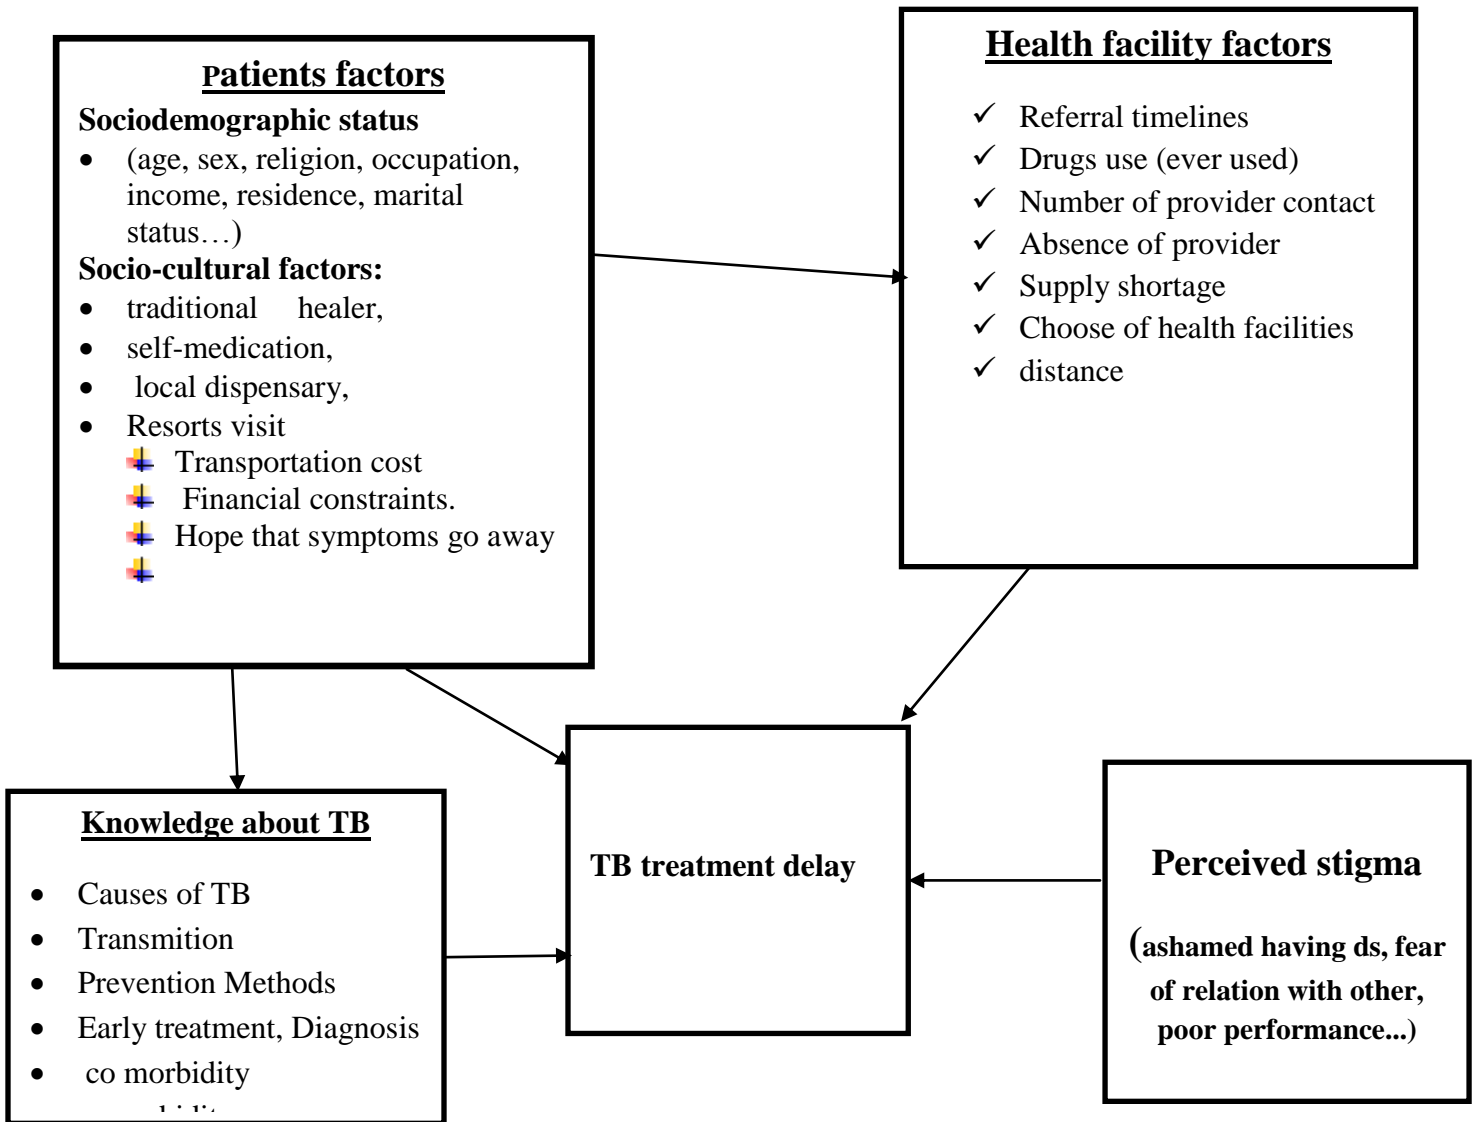 Patients factors
Sociodemographic status
• (age, sex, religion, occupation,
income, residence, marital
status…)
Socio-cultural factors:
• traditional healer,
• self-medication,
• local dispensary,
• Resorts visit
Transportation cost
Financial constraints.
Hope that symptoms go away
Health facility factors
✓ Referral timelines
✓ Drugs use (ever used)
✓ Number of provider contact
✓ Absence of provider
✓ Supply shortage
✓ Choose of health facilities
✓ distance
Knowledge about TB
• Causes of TB
• Transmition
• Prevention Methods
• Early treatment, Diagnosis
• co morbidity
TB treatment delay
Perceived stigma
(ashamed having ds, fear
of relation with other,
poor performance...)